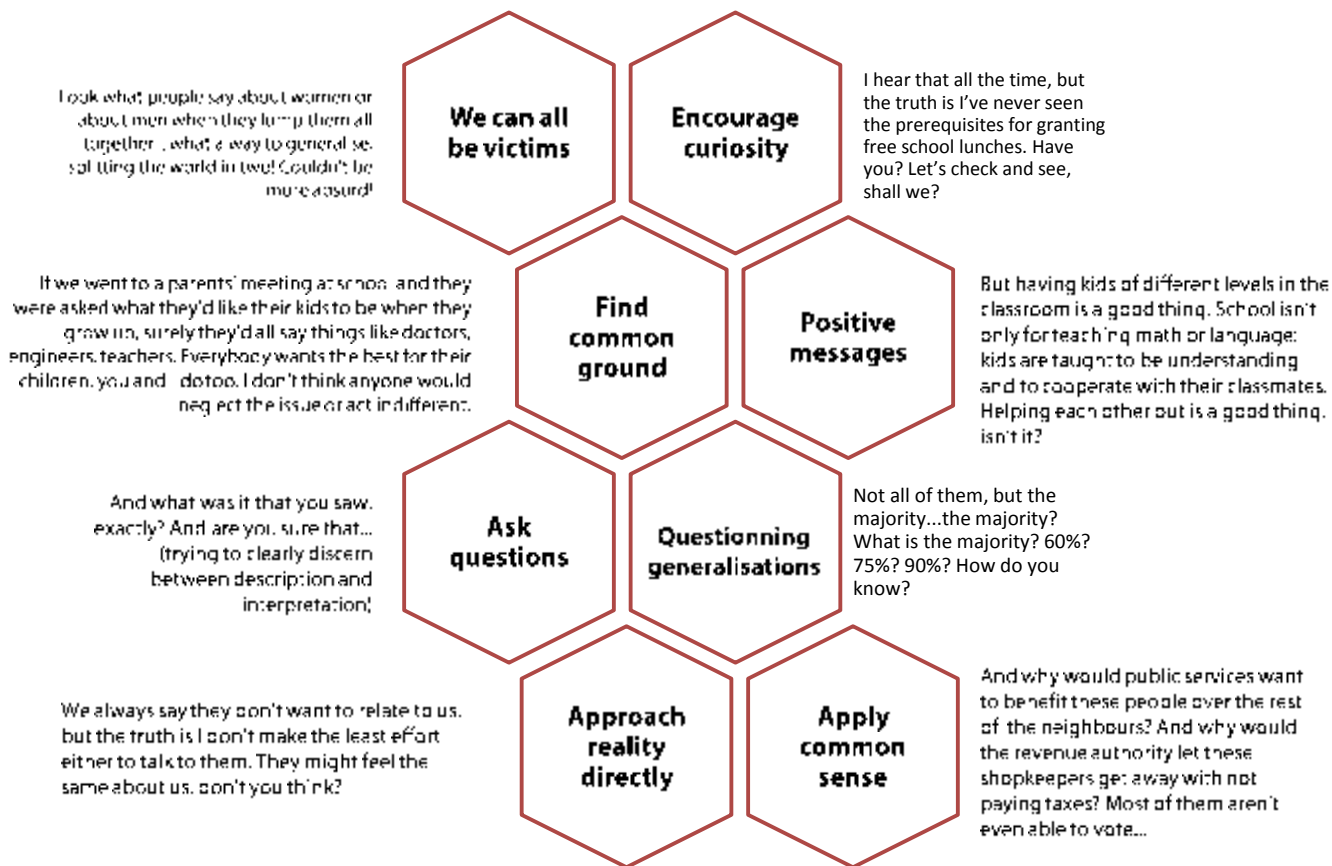 Look what people say about women or
about men when they lump them all
together, what a way to generalise,
splitting the world in two! Couldn't be
more absurd!
We can all
be victims
Encourage
curiosity
I hear that all the time, but
the truth is I've never seen
the prerequisites for granting
free school lunches. Have
you? Let's check and see,
shall we?
If we went to a parents' meeting at school and they
were asked what they'd like their kids to be when they
grow up, surely they'd all say things like doctors,
engineers, teachers. Everybody wants the best for their
children, you and I do too. I don't think anyone would
neglect the issue or act indifferent.
Find
common
ground
Positive
messages
But having kids of different levels in the
classroom is a good thing. School isn't
only for teaching math or language:
kids are taught to be understanding
and to cooperate with their classmates.
Helping each other out is a good thing,
isn't it?
And what was it that you saw,
exactly? And are you sure that...
(trying to clearly discern
between description and
interpretation)
Ask
questions
Questionning
generalisations
Not all of them, but the
majority...the majority?
What is the majority? 60%?
75%? 90%? How do you
know?
We always say they don't want to relate to us,
but the truth is I don't make the least effort
either to talk to them. They might feel the
same about us, don't you think?
Approach
reality
directly
Apply
common
sense
And why would public services want
to benefit these people over the rest
of the neighbours? And why would
the revenue authority let these
shopkeepers get away with not
paying taxes? Most of them aren't
even able to vote...